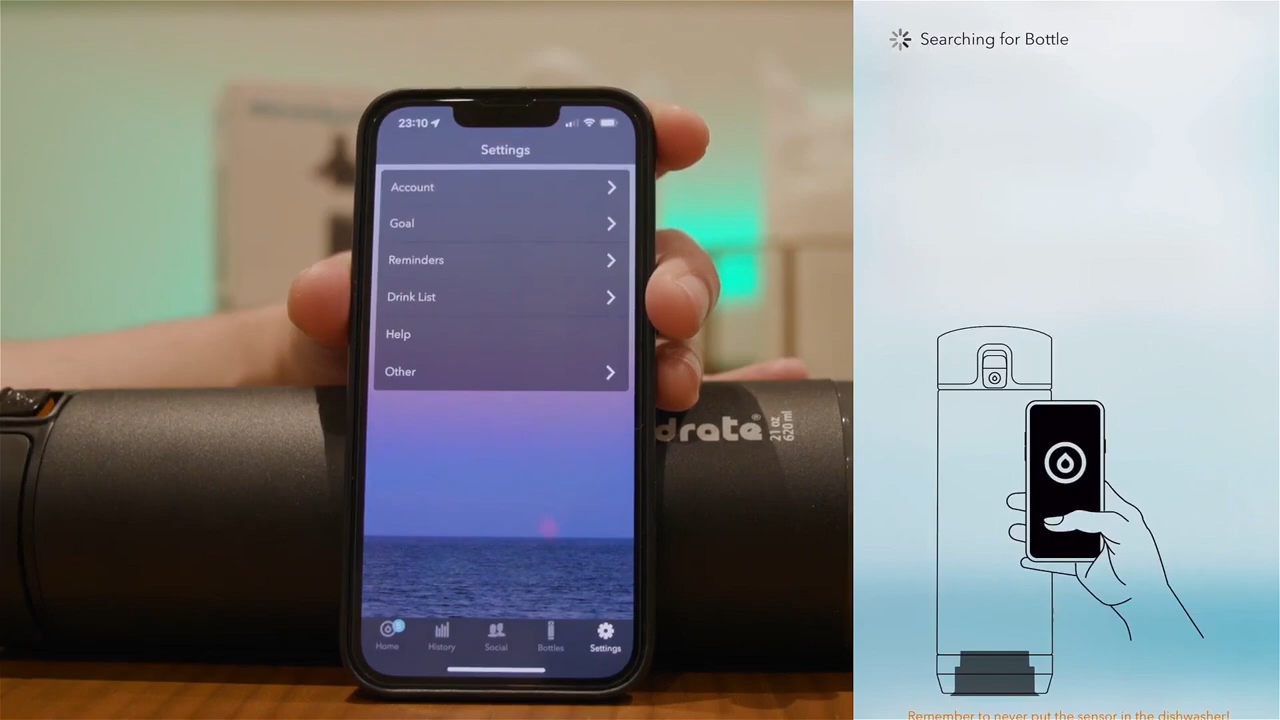 23:10
Settings
Account
Goal
Reminders
Drink List
Help
Other
drate®
21 oz
620 ml
Home
History
Social
Bottles
Settings
Searching for Bottle
Remember to never put the sensor in the dishwasher!